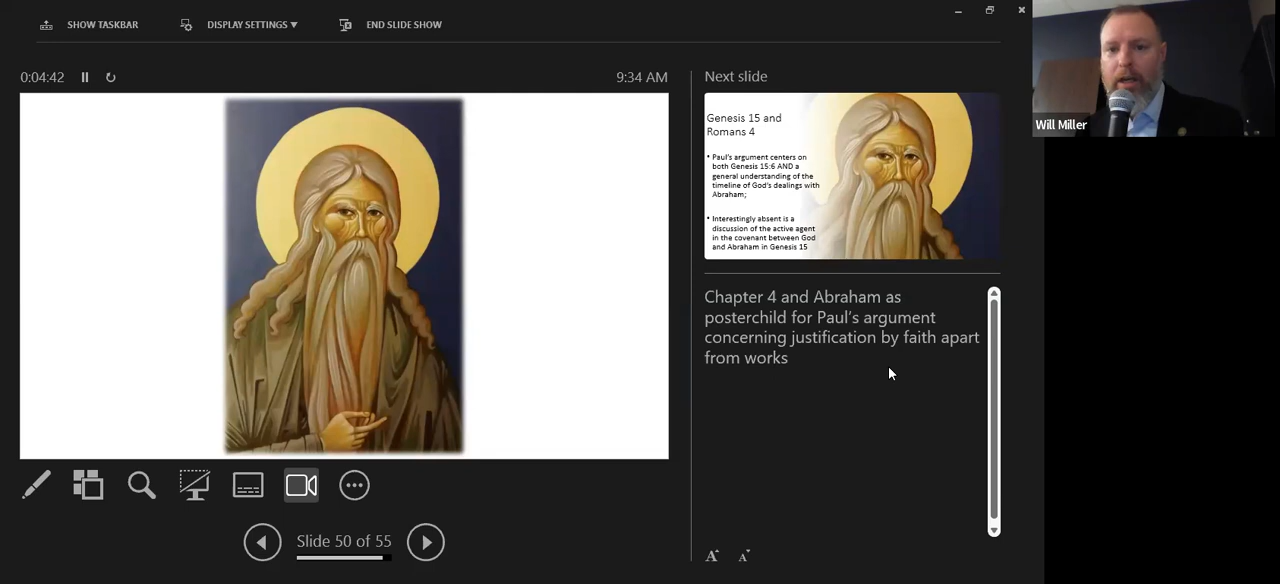 SHOW TASKBAR DISPLAY SETTINGS ▼ END SLIDE SHOW
0:04:42 9:34 AM
Next slide
Genesis 15 and
Romans 4
• Paul's argument centers on
both Genesis 15:6 AND a
general understanding of the
timeline of God's dealings with
Abraham;
• Interestingly absent is a
discussion of the active agent
in the covenant between God
and Abraham in Genesis 15
Will Miller
Chapter 4 and Abraham as
posterchild for Paul's argument
concerning justification by faith apart
from works
Slide 50 of 55
A A